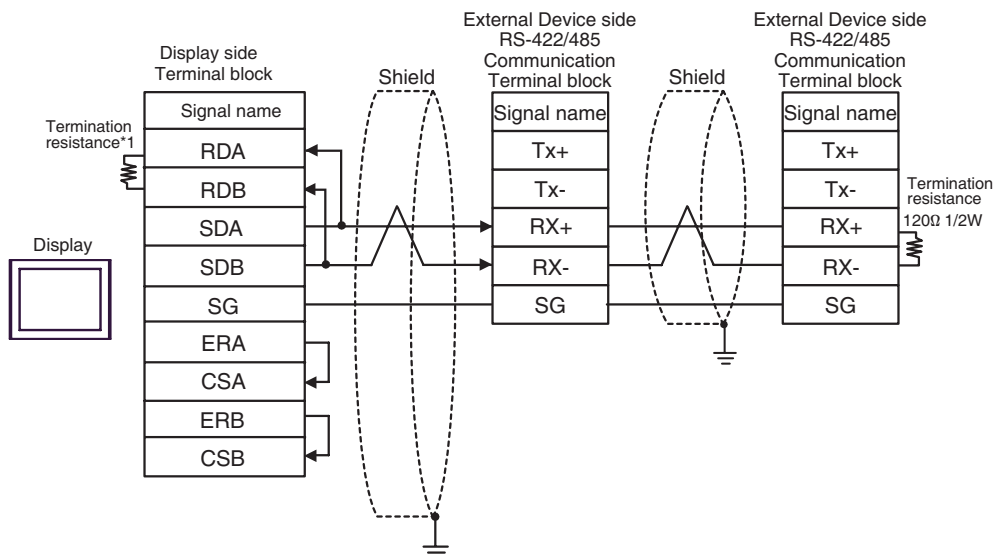 External Device side
RS-422/485
Communication
Terminal block
External Device side
RS-422/485
Communication
Terminal block
Display side
Terminal block
Shield
Shield
Signal name
Signal name
Signal name
Termination
resistance*1
RDA
Tx+
Tx+
RDB
Tx-
Tx-
Termination
resistance
120Ω 1/2W
SDA
RX+
RX+
Display
SDB
RX-
RX-
SG
SG
SG
ERA
CSA
ERB
CSB